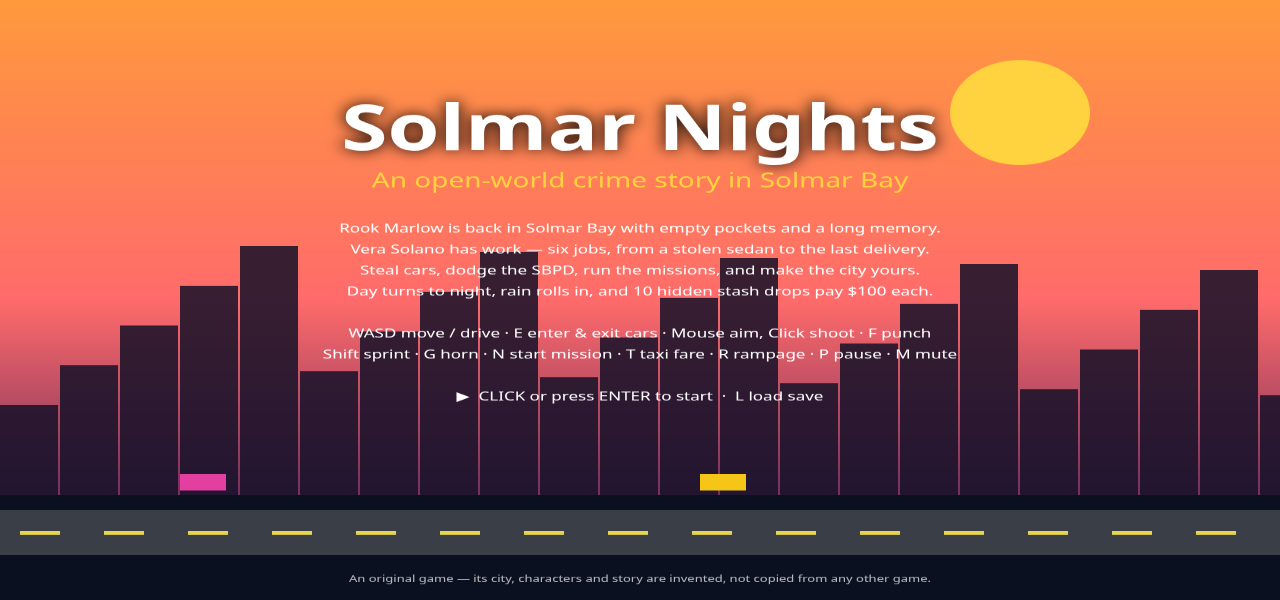 Solmar Nights
An open-world crime story in Solmar Bay
Rook Marlow is back in Solmar Bay with empty pockets and a long memory.
Vera Solano has work — six jobs, from a stolen sedan to the last delivery.
Steal cars, dodge the SBPD, run the missions, and make the city yours.
Day turns to night, rain rolls in, and 10 hidden stash drops pay $100 each.
WASD move / drive · E enter & exit cars · Mouse aim, Click shoot · F punch
Shift sprint · G horn · N start mission · T taxi fare · R rampage · P pause · M mute
► CLICK or press ENTER to start · L load save
An original game — its city, characters and story are invented, not copied from any other game.